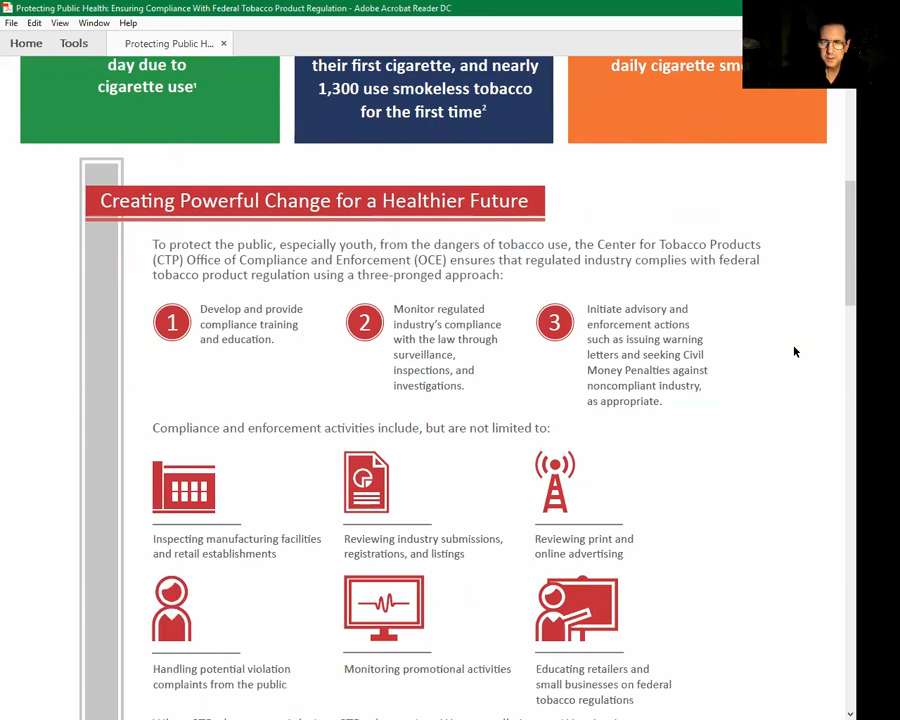 Protecting Public Health: Ensuring Compliance With Federal Tobacco Product Regulation - Adobe Acrobat Reader DC
File Edit View Window Help
Home Tools Protecting Public H... ×
day due to
cigarette use¹
their first cigarette, and nearly
1,300 use smokeless tobacco
for the first time²
daily cigarette smo
Creating Powerful Change for a Healthier Future
To protect the public, especially youth, from the dangers of tobacco use, the Center for Tobacco Products
(CTP) Office of Compliance and Enforcement (OCE) ensures that regulated industry complies with federal
tobacco product regulation using a three-pronged approach:
1
Develop and provide
compliance training
and education.
2
Monitor regulated
industry's compliance
with the law through
surveillance,
inspections, and
investigations.
3
Initiate advisory and
enforcement actions
such as issuing warning
letters and seeking Civil
Money Penalties against
noncompliant industry,
as appropriate.
Compliance and enforcement activities include, but are not limited to:
Inspecting manufacturing facilities
and retail establishments
Reviewing industry submissions,
registrations, and listings
Reviewing print and
online advertising
Handling potential violation
complaints from the public
Monitoring promotional activities
Educating retailers and
small businesses on federal
tobacco regulations